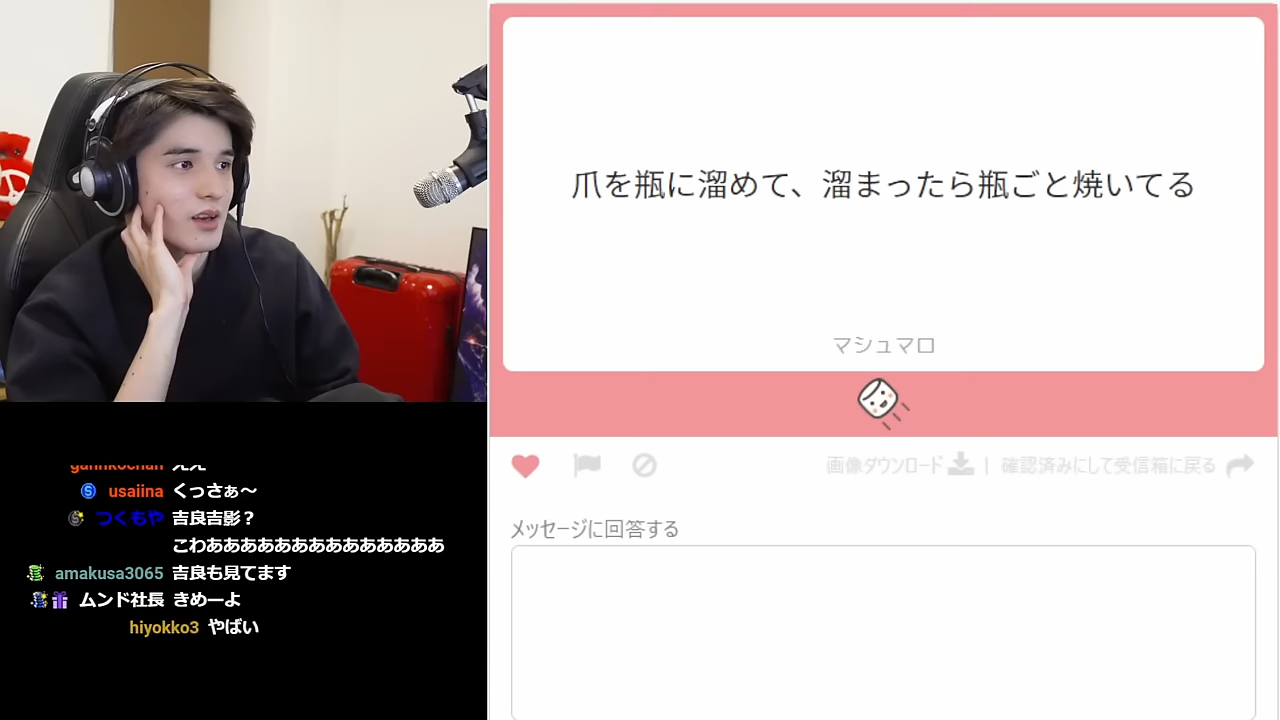 爪を瓶に溜めて、溜まったら瓶ごと焼いてる
マシュマロ
画像ダウンロード | 確認済みにして受信箱に戻る
メッセージに回答する
usaiina くっさぁ〜
つくもや 吉良吉影？
こわあああああああああああああ
amakusa3065 吉良も見てます
ムンド社長 きめーよ
hiyokko3 やばい